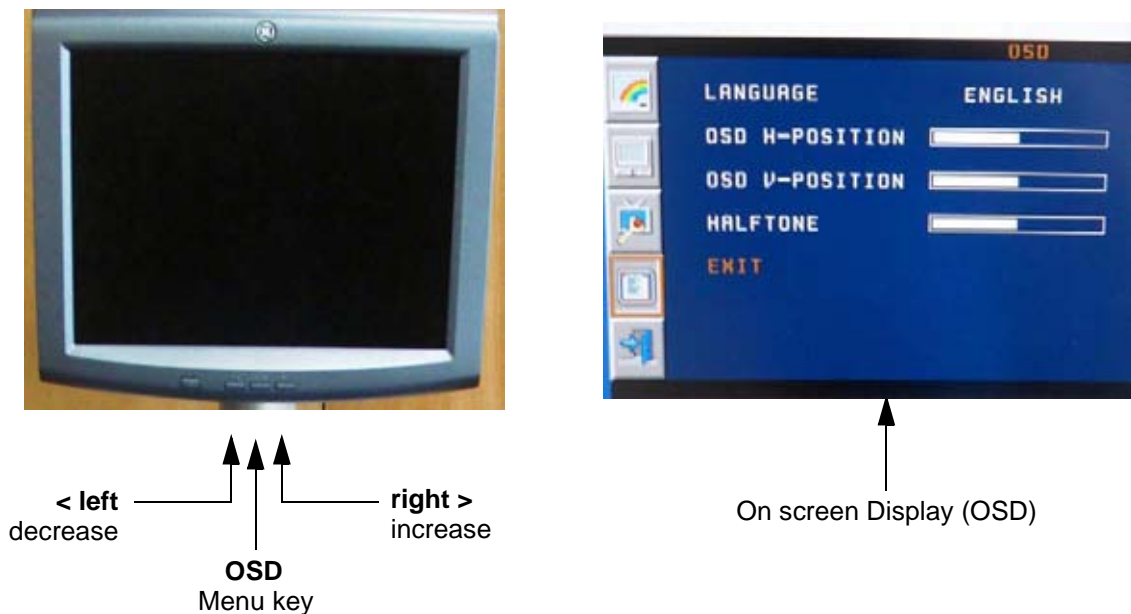 OSD
LANGUAGE ENGLISH
OSD H-POSITION
OSD V-POSITION
HALFTONE
EXIT
< left
decrease
right >
increase
OSD
Menu key
On screen Display (OSD)